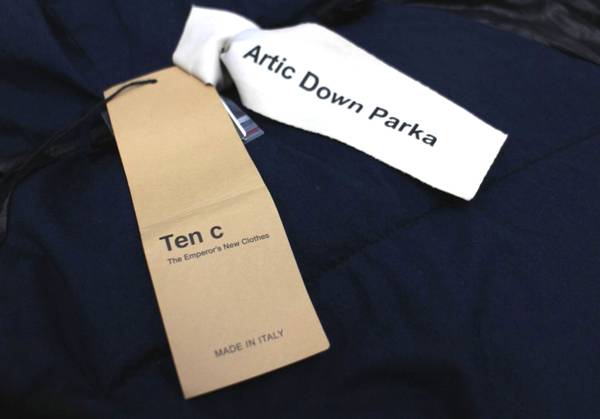 Artic Down Parka
Ten c
The Emperor's New Clothes
MADE IN ITALY